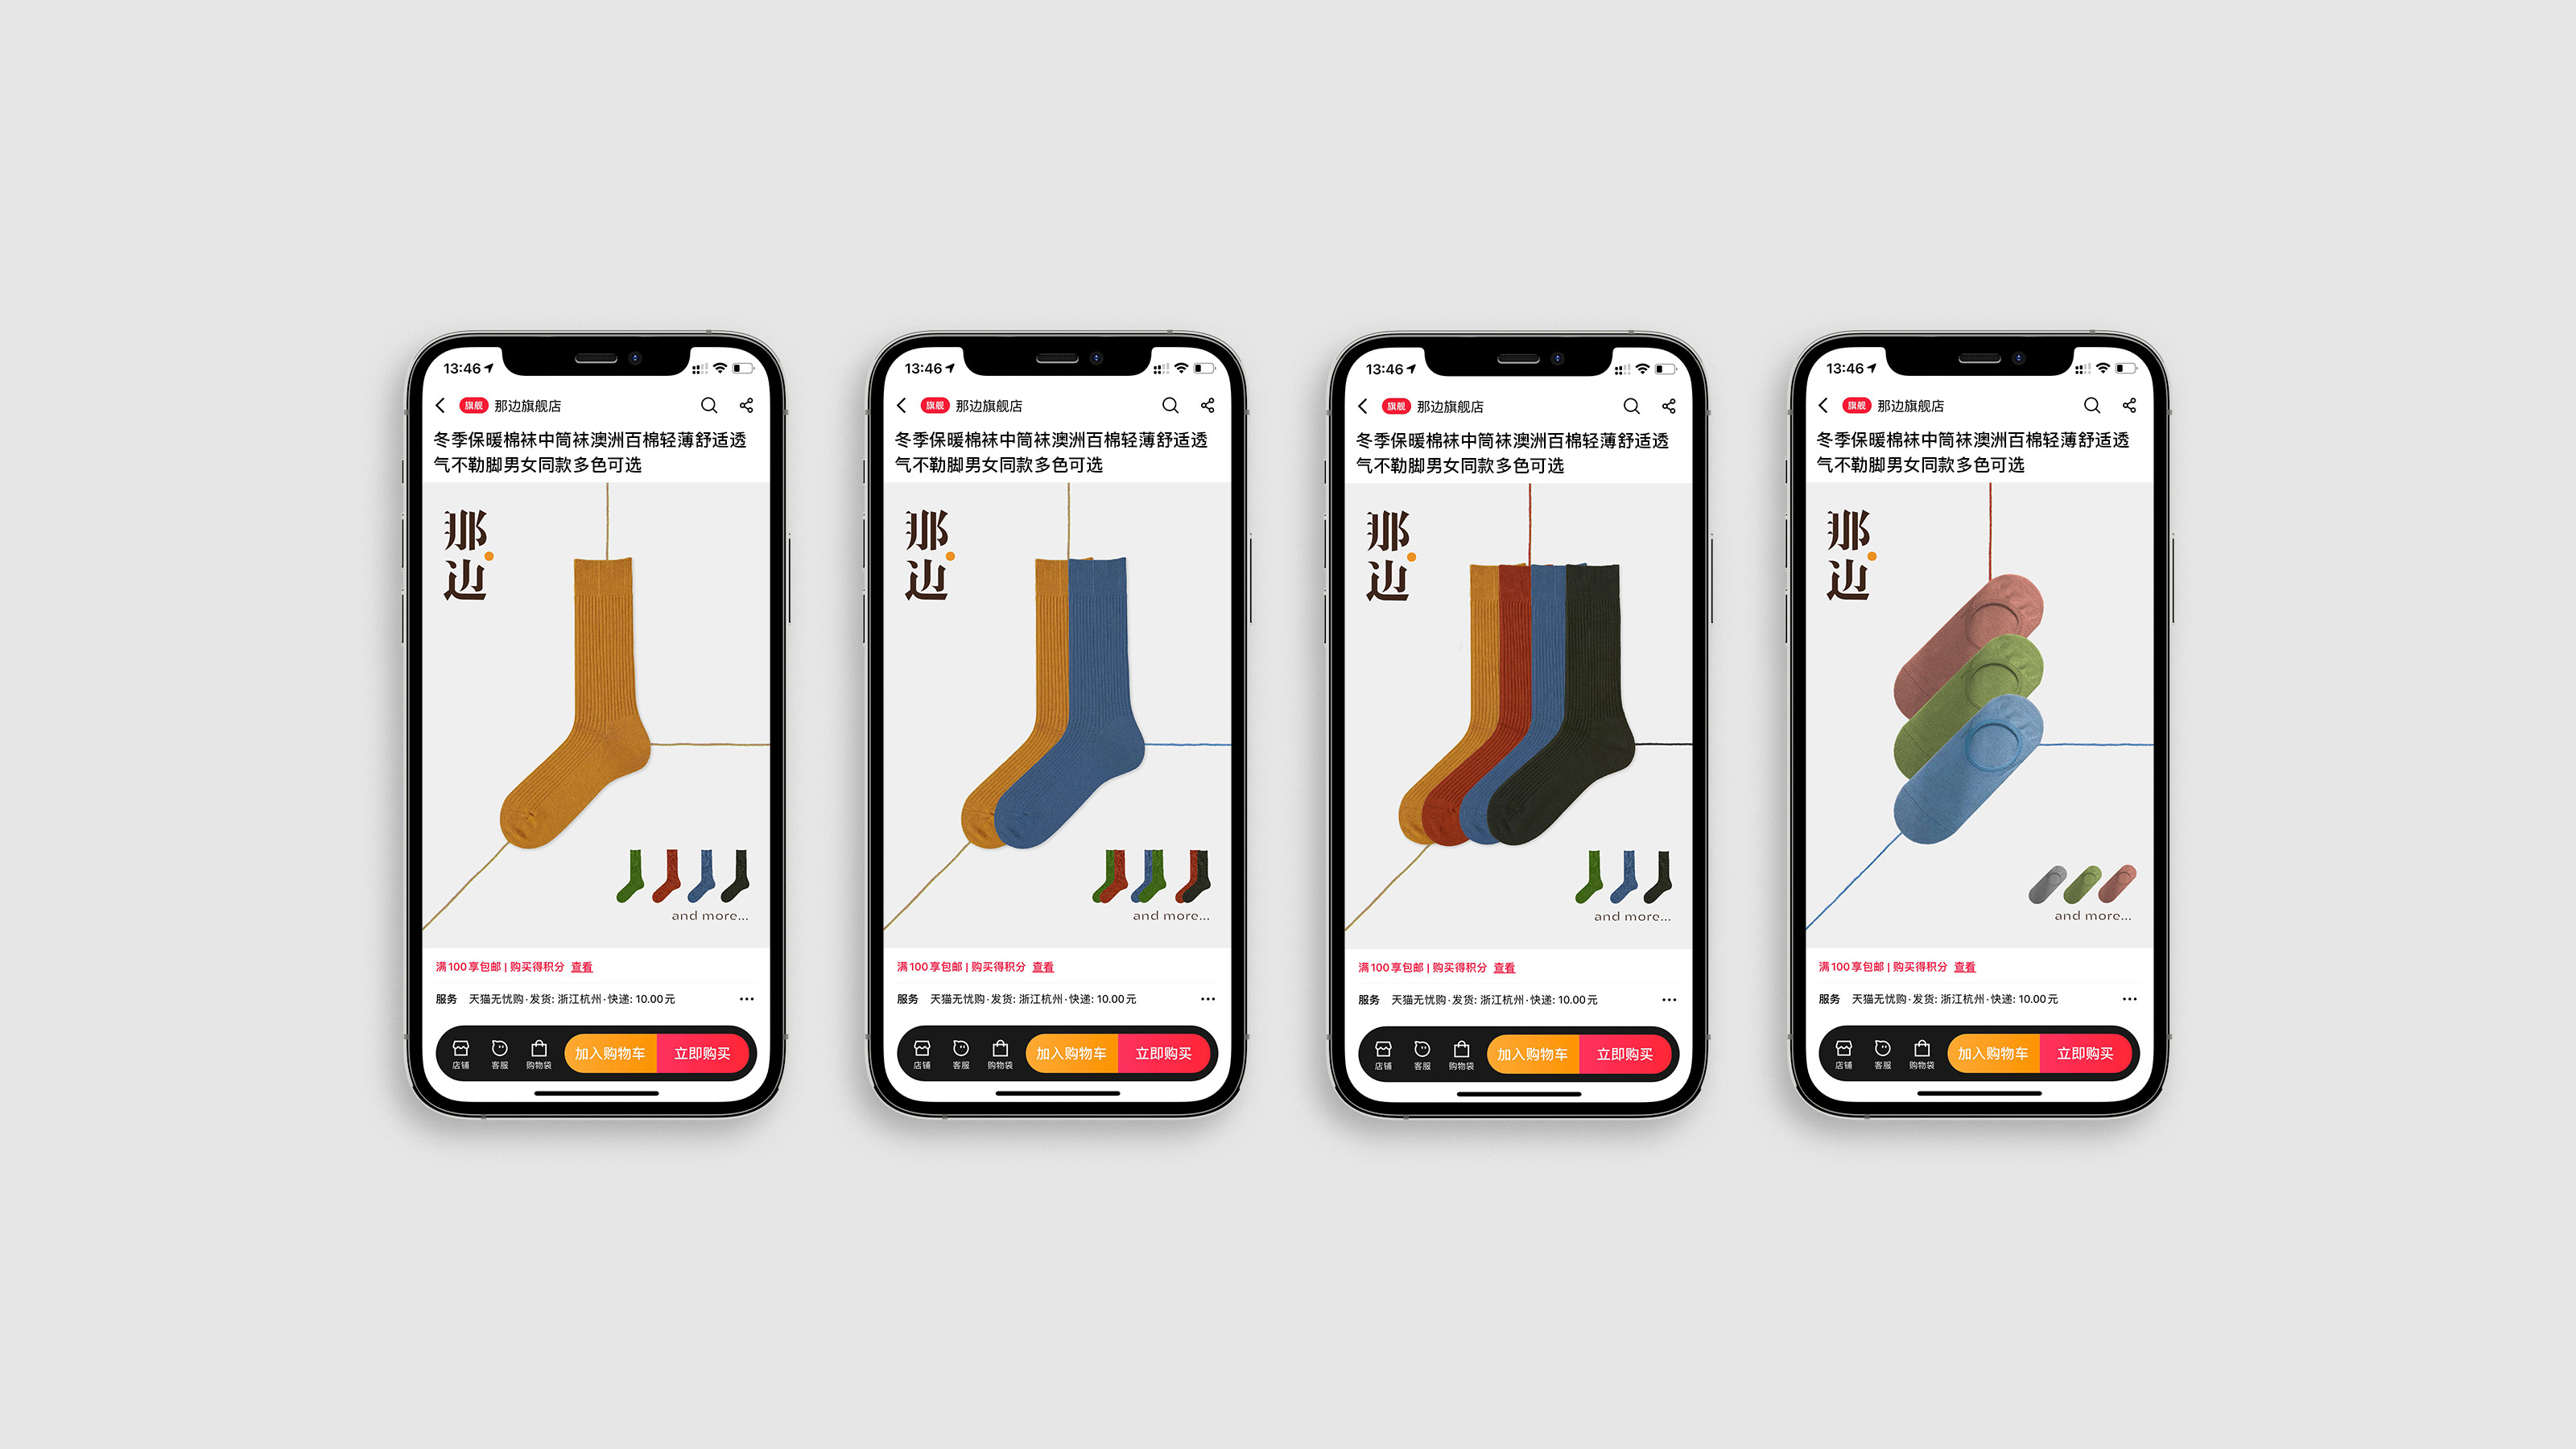 13:46
旗舰 那边旗舰店
冬季保暖棉袜中筒袜澳洲百棉轻薄舒适透
气不勒脚男女同款多色可选
那
边
and more...
满100享包邮 | 购买得积分 查看
服务 天猫无忧购·发货: 浙江杭州·快递: 10.00元
店铺 客服 购物袋 加入购物车 立即购买
13:46
旗舰 那边旗舰店
冬季保暖棉袜中筒袜澳洲百棉轻薄舒适透
气不勒脚男女同款多色可选
那
边
and more...
满100享包邮 | 购买得积分 查看
服务 天猫无忧购·发货: 浙江杭州·快递: 10.00元
店铺 客服 购物袋 加入购物车 立即购买
13:46
旗舰 那边旗舰店
冬季保暖棉袜中筒袜澳洲百棉轻薄舒适透
气不勒脚男女同款多色可选
那
边
and more...
满100享包邮 | 购买得积分 查看
服务 天猫无忧购·发货: 浙江杭州·快递: 10.00元
店铺 客服 购物袋 加入购物车 立即购买
13:46
旗舰 那边旗舰店
冬季保暖棉袜中筒袜澳洲百棉轻薄舒适透
气不勒脚男女同款多色可选
那
边
and more...
满100享包邮 | 购买得积分 查看
服务 天猫无忧购·发货: 浙江杭州·快递: 10.00元
店铺 客服 购物袋 加入购物车 立即购买